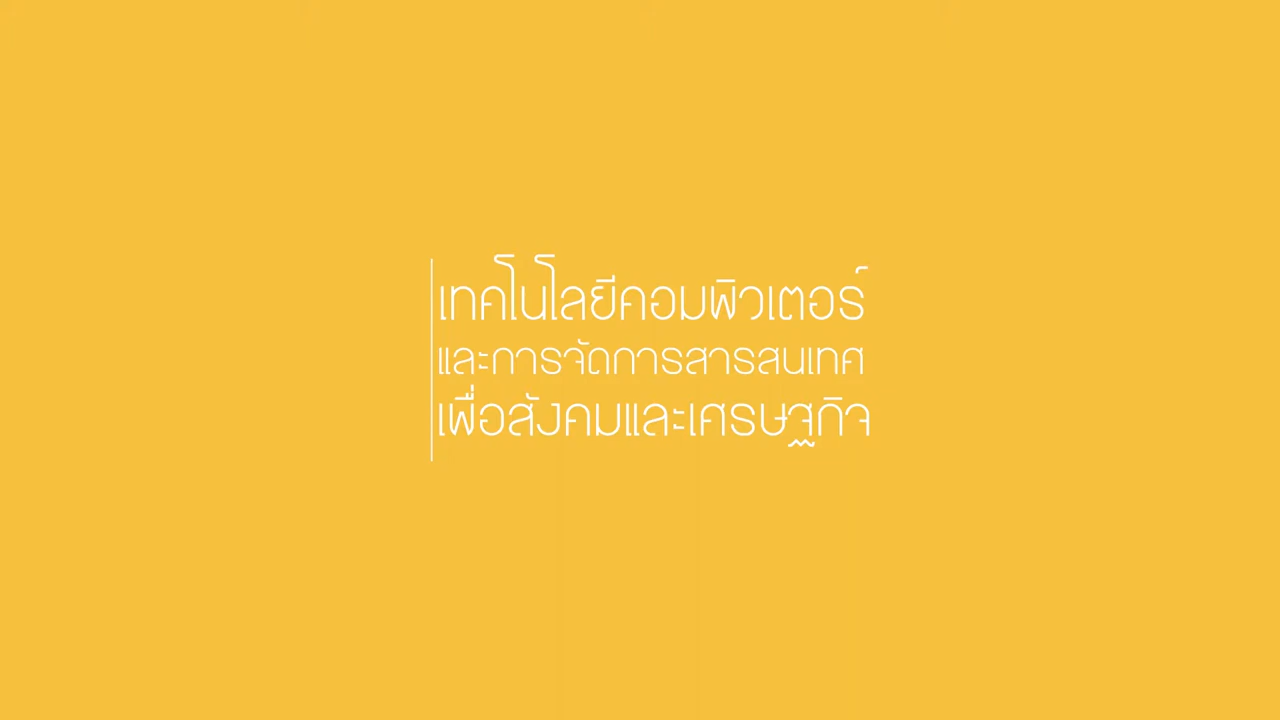 เทคโนโลยีคอมพิวเตอร์
และการจัดการสารสนเทศ
เพื่อสังคมและเศรษฐกิจ